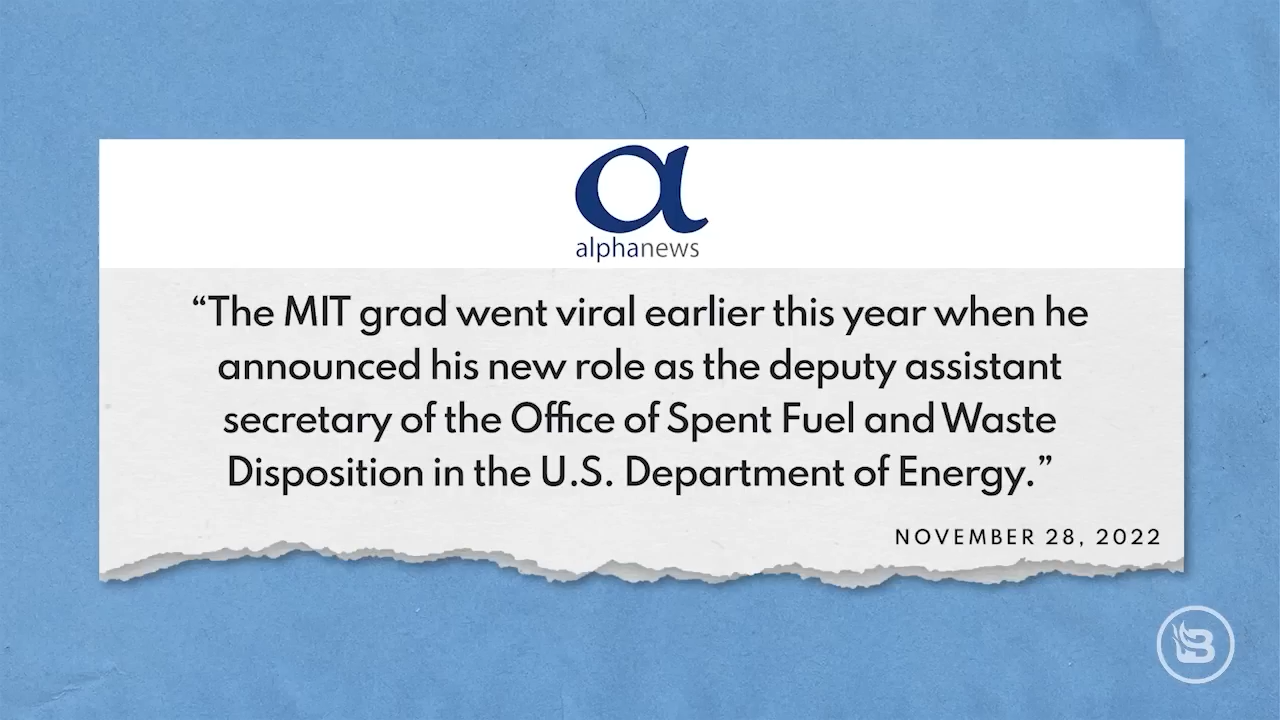 alphanews
“The MIT grad went viral earlier this year when he
announced his new role as the deputy assistant
secretary of the Office of Spent Fuel and Waste
Disposition in the U.S. Department of Energy.”
NOVEMBER 28, 2022
B